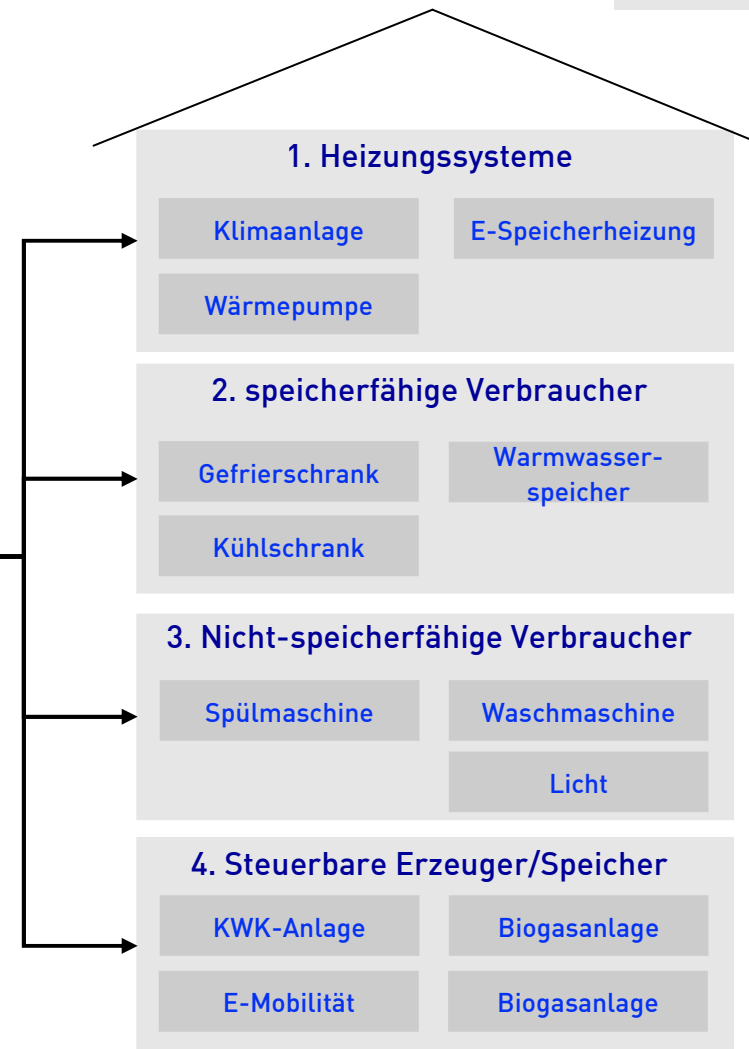 1. Heizungssysteme
Klimaanlage
E-Speicherheizung
Wärmepumpe
2. speicherfähige Verbraucher
Gefrierschrank
Warmwasser-
speicher
Kühlschrank
3. Nicht-speicherfähige Verbraucher
Spülmaschine
Waschmaschine
Licht
4. Steuerbare Erzeuger/Speicher
KWK-Anlage
Biogasanlage
E-Mobilität
Biogasanlage